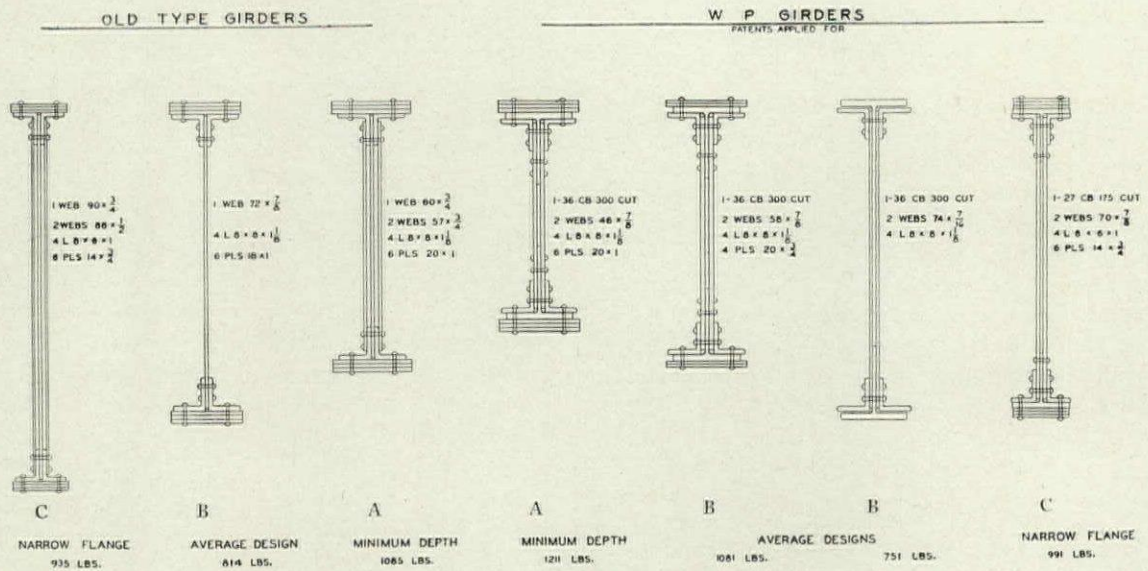 OLD TYPE GIRDERS
W P GIRDERS
PATENTS APPLIED FOR
1 WEB 90 × 3/4
2 WEBS 88 × 1/2
4 L 8 × 8 × 1
8 PLS 14 × 3/4
1 WEB 72 × 7/8
4 L 8 × 8 × 1 1/8
6 PLS 18 × 1
1 WEB 60 × 3/4
2 WEBS 57 × 3/4
4 L 8 × 8 × 1 1/8
6 PLS 20 × 1
1-36 CB 300 CUT
2 WEBS 46 × 7/8
4 L 8 × 8 × 1 1/8
6 PLS 20 × 1
1-36 CB 300 CUT
2 WEBS 58 × 7/8
4 L 8 × 8 × 1 1/8
4 PLS 20 × 3/4
1-36 CB 300 CUT
2 WEBS 74 × 7/16
4 L 8 × 8 × 1 1/8
1-27 CB 175 CUT
2 WEBS 70 × 7/8
4 L 8 × 6 × 1
6 PLS 14 × 3/4
C
B
A
A
B
B
C
NARROW FLANGE
935 LBS.
AVERAGE DESIGN
814 LBS.
MINIMUM DEPTH
1085 LBS.
MINIMUM DEPTH
1211 LBS.
AVERAGE DESIGNS
1081 LBS.
751 LBS.
NARROW FLANGE
991 LBS.